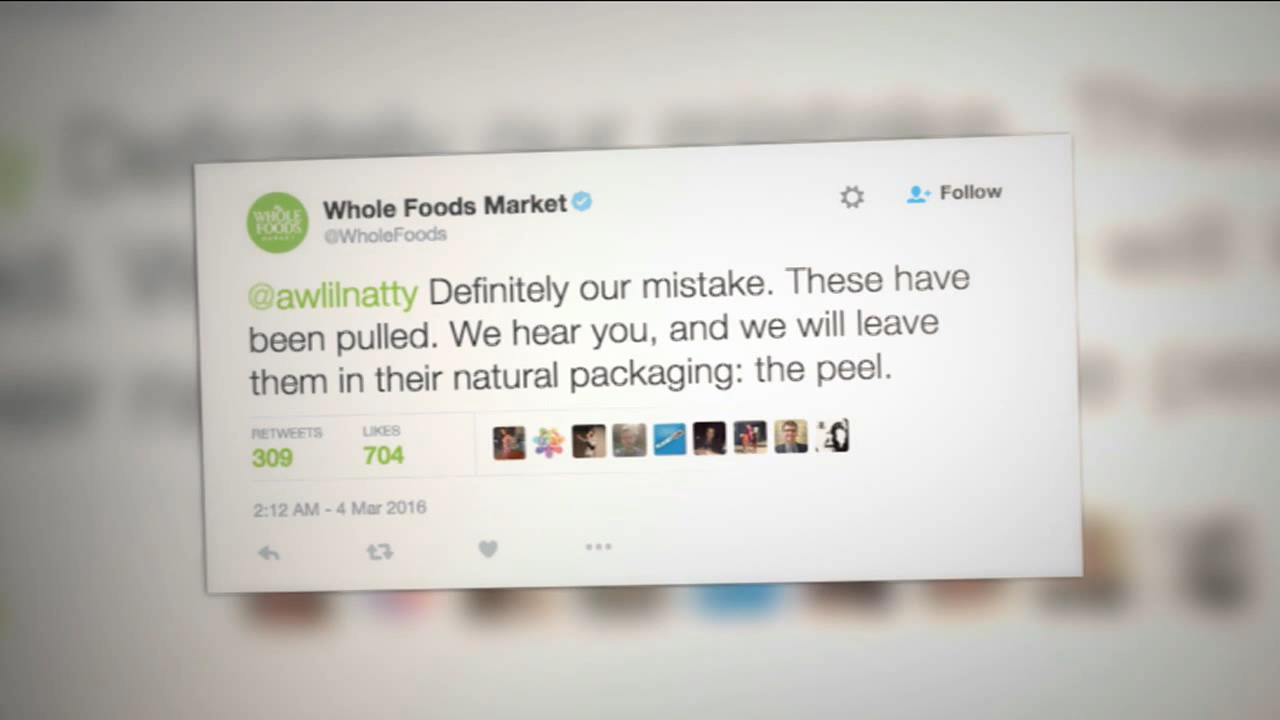 WHOLE
FOODS
MARKET
Whole Foods Market
@WholeFoods
Follow
@awlilnatty Definitely our mistake. These have
been pulled. We hear you, and we will leave
them in their natural packaging: the peel.
RETWEETS LIKES
309 704
2:12 AM - 4 Mar 2016